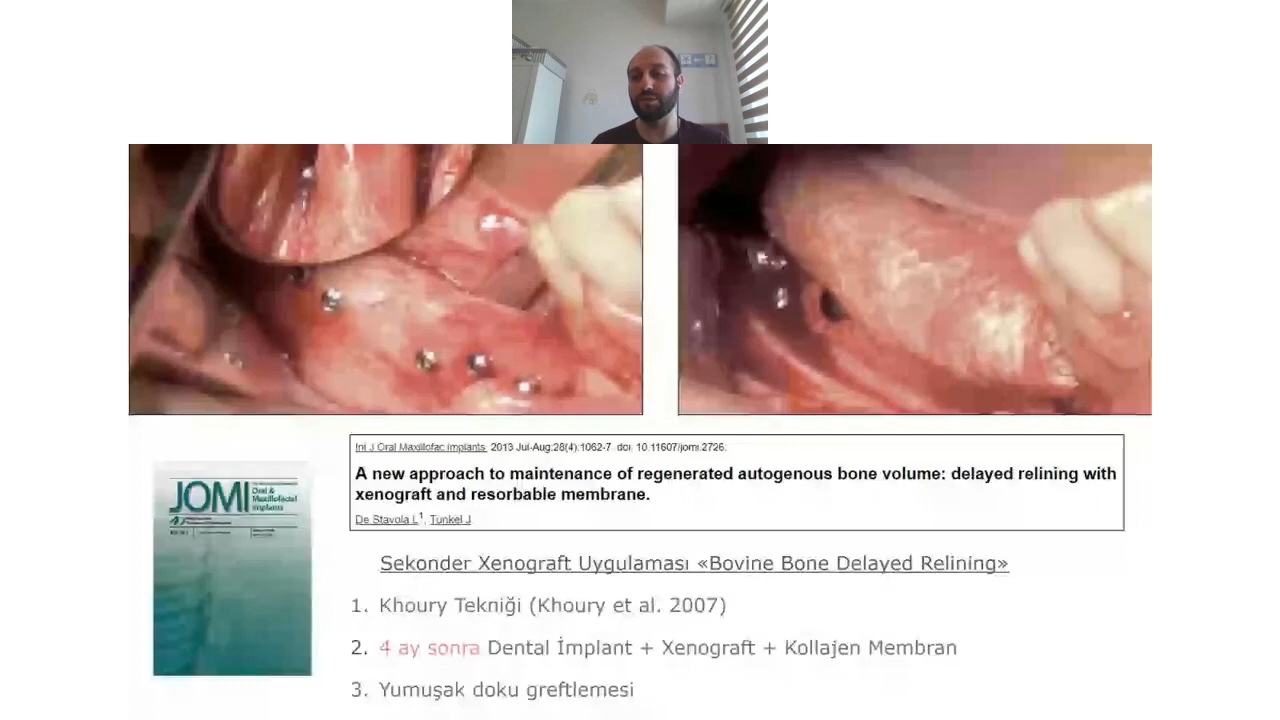 Int J Oral Maxillofac Implants. 2013 Jul-Aug;28(4):1062-7. doi: 10.11607/jomi.2726.
A new approach to maintenance of regenerated autogenous bone volume: delayed relining with
xenograft and resorbable membrane.
De Stavola L1, Tunkel J
JOMI
Oral &
Maxillofacial
Implants
Sekonder Xenograft Uygulaması «Bovine Bone Delayed Relining»
1. Khoury Tekniği (Khoury et al. 2007)
2. 4 ay sonra Dental İmplant + Xenograft + Kollajen Membran
3. Yumuşak doku greftlemesi